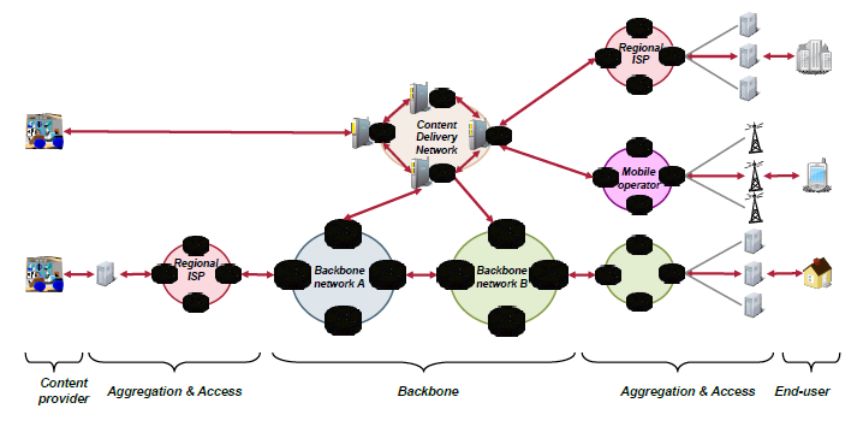 Regional
ISP
Content
Delivery
Network
Mobile
operator
Regional
ISP
Backbone
network A
Backbone
network B
Content
provider
Aggregation & Access
Backbone
Aggregation & Access
End-user